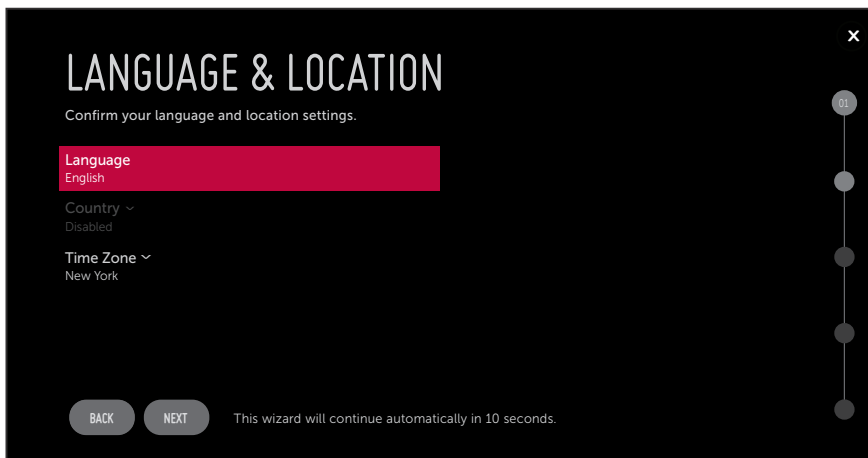 X
LANGUAGE & LOCATION
Confirm your language and location settings.
01
Language
English
Country
Disabled
Time Zone
New York
BACK NEXT This wizard will continue automatically in 10 seconds.